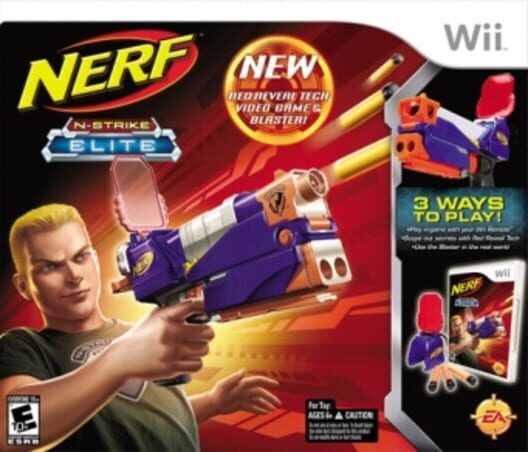 Wii
NERF
N-STRIKE
ELITE
NEW
RED REVEAL TECH
VIDEO GAME &
BLASTER!
3 WAYS
TO PLAY!
•Play in-game with your Wii Remote
•Scope out secrets with Red Reveal Tech
•Use the Blaster in the real world
Wii
NERF
EVERYONE 10+
E
10+
ESRB
For Toy:
AGES 6+ ⚠ CAUTION:
EA